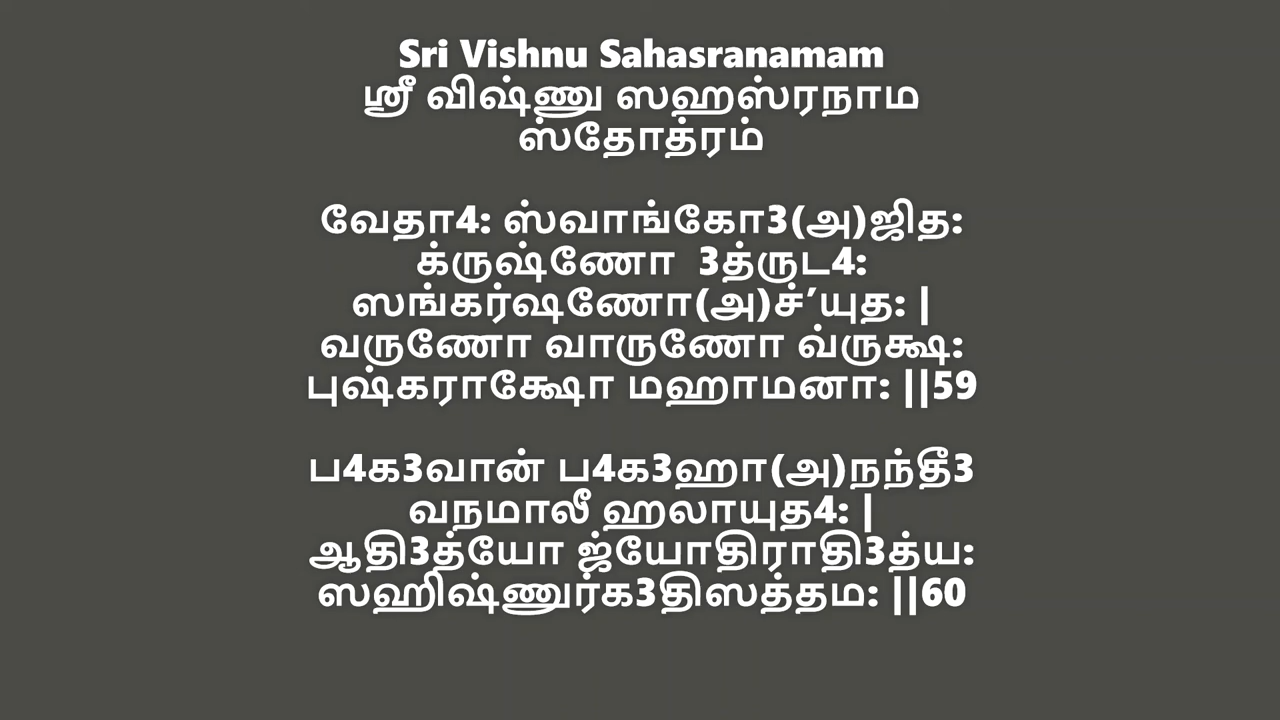 Sri Vishnu Sahasranamam
ஸ்ரீ விஷ்ணு ஸஹஸ்ரநாம
ஸ்தோத்ரம்
வேதா4: ஸ்வாங்கோ3(அ)ஜித:
க்ருஷ்ணோ 3த்ருட4:
ஸங்கர்ஷணோ(அ)ச்’யுத: |
வருணோ வாருணோ வ்ருக்ஷ:
புஷ்கராக்ஷோ மஹாமனா: ||59
ப4க3வான் ப4க3ஹா(அ)நந்தீ3
வநமாலீ ஹலாயுத4: |
ஆதி3த்யோ ஜ்யோதிராதி3த்ய:
ஸஹிஷ்ணுர்க3திஸத்தம: ||60